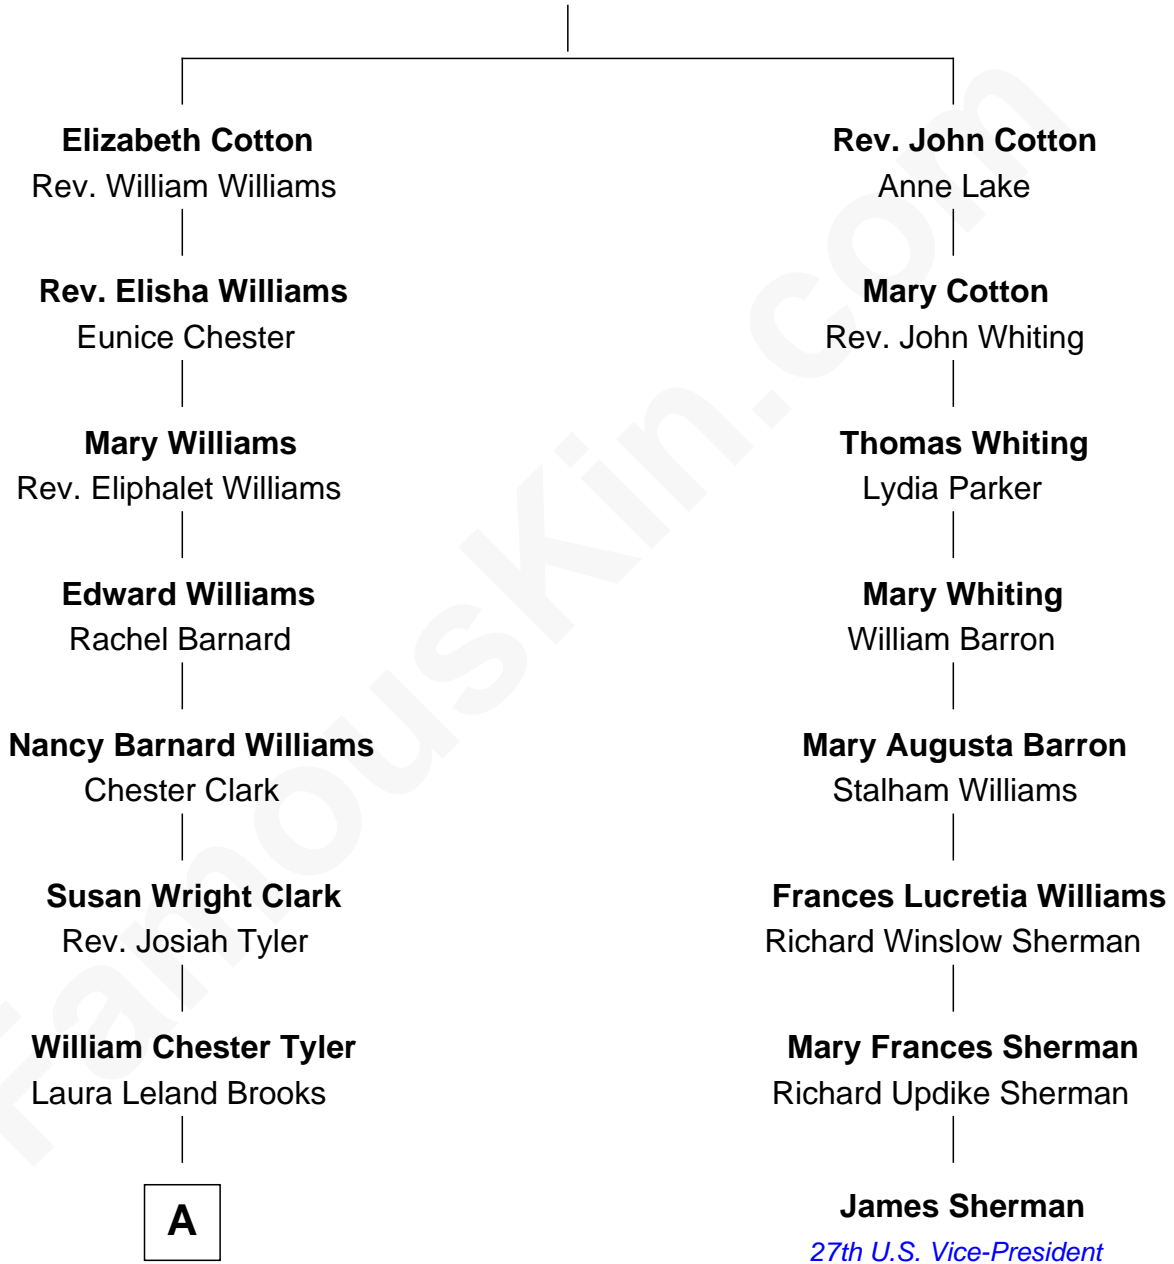 Elizabeth Cotton
Rev. William Williams
Rev. Elisha Williams
Eunice Chester
Mary Williams
Rev. Eliphalet Williams
Edward Williams
Rachel Barnard
Nancy Barnard Williams
Chester Clark
Susan Wright Clark
Rev. Josiah Tyler
William Chester Tyler
Laura Leland Brooks
A
Rev. John Cotton
Anne Lake
Mary Cotton
Rev. John Whiting
Thomas Whiting
Lydia Parker
Mary Whiting
William Barron
Mary Augusta Barron
Stalham Williams
Frances Lucretia Williams
Richard Winslow Sherman
Mary Frances Sherman
Richard Updike Sherman
James Sherman
27th U.S. Vice-President
FamousKin.com